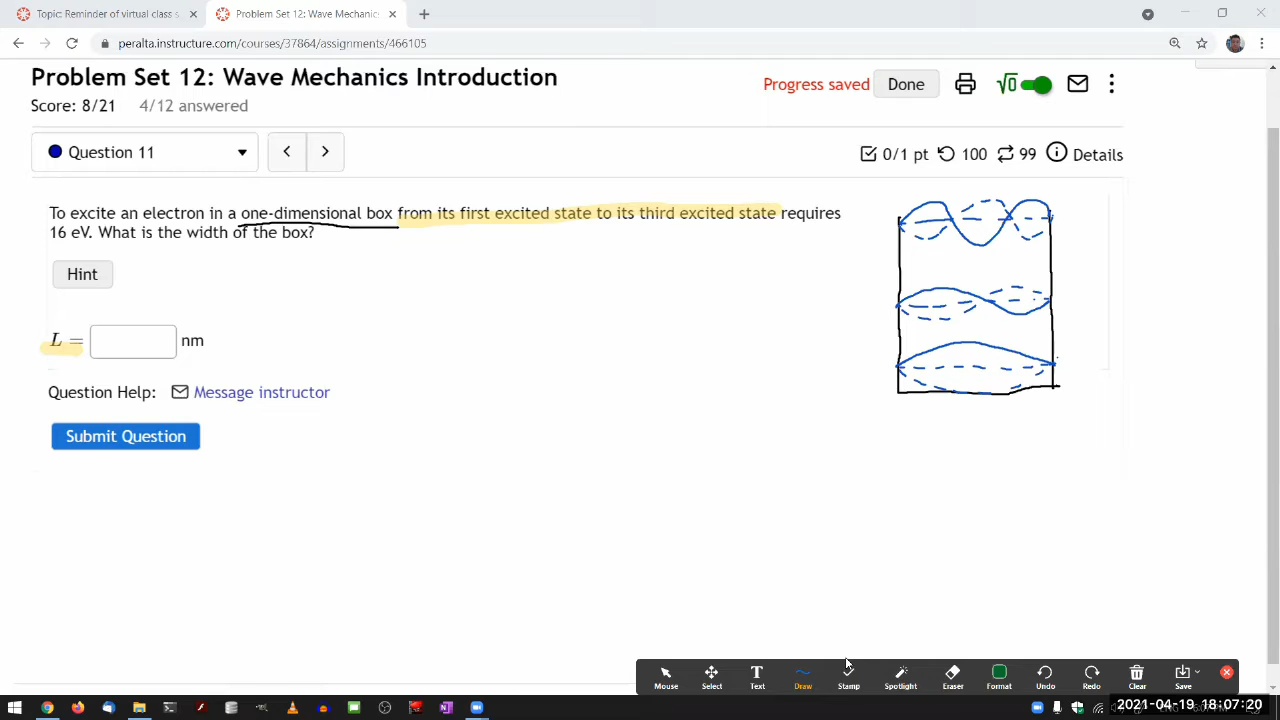 Topic: Reminder of virtual class s
Problem Set 12: Wave Mechanics
peralta.instructure.com/courses/37864/assignments/466105
Problem Set 12: Wave Mechanics Introduction
Progress saved
Done
√0
Score: 8/21 4/12 answered
Question 11
0/1 pt 100 99 Details
To excite an electron in a one-dimensional box from its first excited state to its third excited state requires
16 eV. What is the width of the box?
Hint
L = nm
Question Help: Message instructor
Submit Question
Mouse Select Text Draw Stamp Spotlight Eraser Format Undo Redo Clear Save
2021-04-19 18:07:20